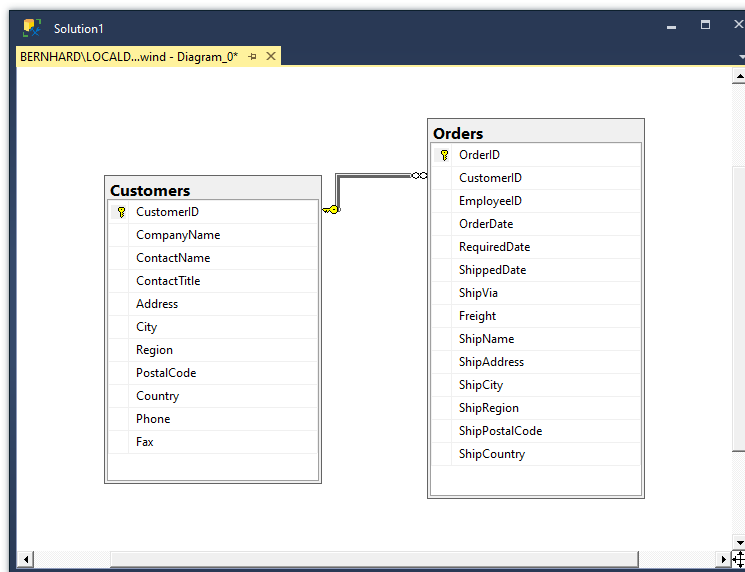 Solution1
BERNHARD\LOCALD...wind - Diagram_0*
Customers
CustomerID
CompanyName
ContactName
ContactTitle
Address
City
Region
PostalCode
Country
Phone
Fax
Orders
OrderID
CustomerID
EmployeeID
OrderDate
RequiredDate
ShippedDate
ShipVia
Freight
ShipName
ShipAddress
ShipCity
ShipRegion
ShipPostalCode
ShipCountry